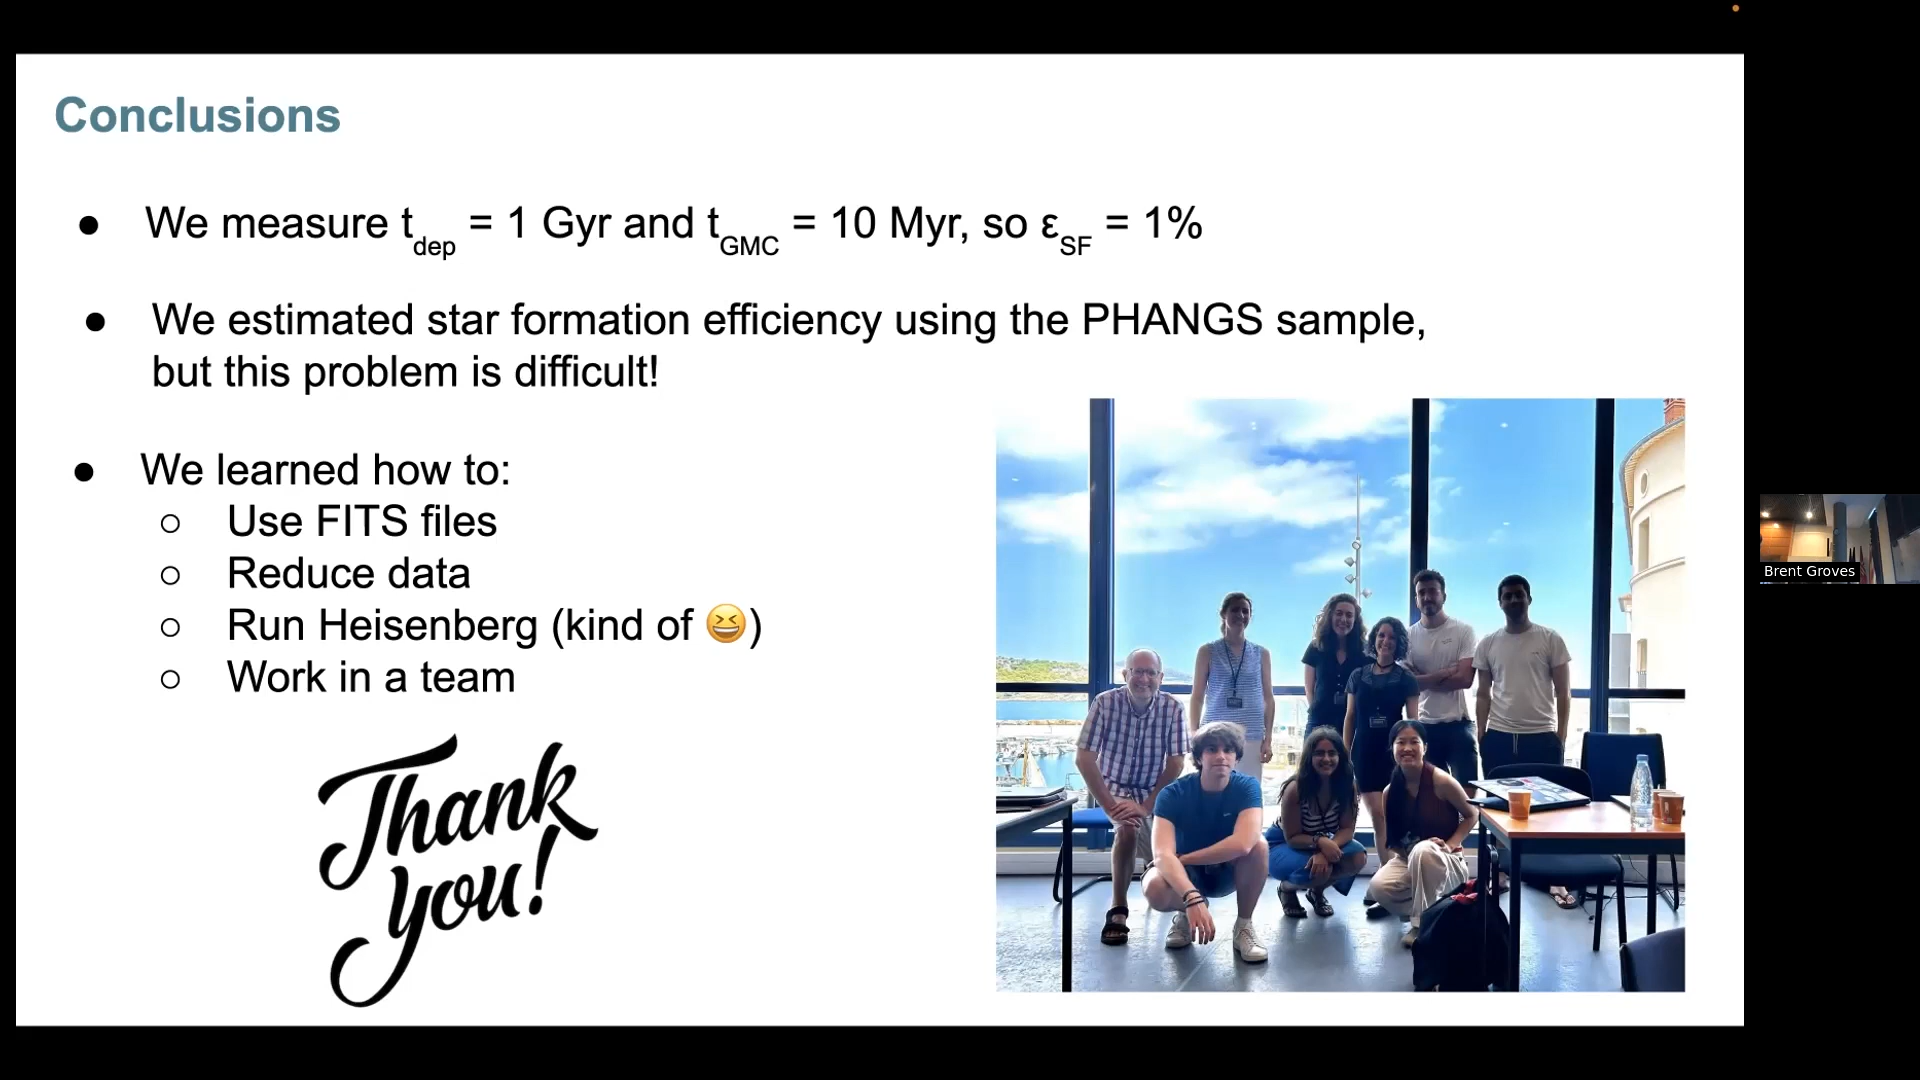 Conclusions
● We measure t_dep = 1 Gyr and t_GMC = 10 Myr, so ε_SF = 1%
● We estimated star formation efficiency using the PHANGS sample,
but this problem is difficult!
● We learned how to:
○ Use FITS files
○ Reduce data
○ Run Heisenberg (kind of 😆)
○ Work in a team
Thank
you!
Brent Groves